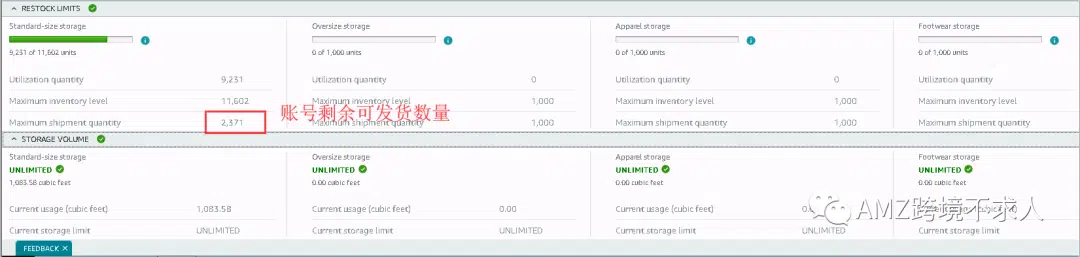 RESTOCK LIMITS
Standard-size storage Oversize storage Apparel storage Footwear storage
9,231 of 11,602 units 0 of 1,000 units 0 of 1,000 units 0 of 1,000 units
Utilization quantity 9,231 Utilization quantity 0 Utilization quantity 0 Utilization quantity
Maximum inventory level 11,602 Maximum inventory level 1,000 Maximum inventory level 1,000 Maximum inventory level
账号剩余可发货数量
Maximum shipment quantity 2,371 Maximum shipment quantity 1,000 Maximum shipment quantity 1,000 Maximum shipment quantity
STORAGE VOLUME
Standard-size storage Oversize storage Apparel storage Footwear storage
UNLIMITED UNLIMITED UNLIMITED UNLIMITED
1,083.58 cubic feet 0.00 cubic feet 0.00 cubic feet 0.00 cubic feet
Current usage (cubic feet) 1,083.58 Current usage (cubic feet) 0.00 Current usage (cubic feet)
AMZ跨境不求人
Current storage limit UNLIMITED Current storage limit UNLIMITED Current storage limit UNLIMITED Current storage limit
FEEDBACK ×